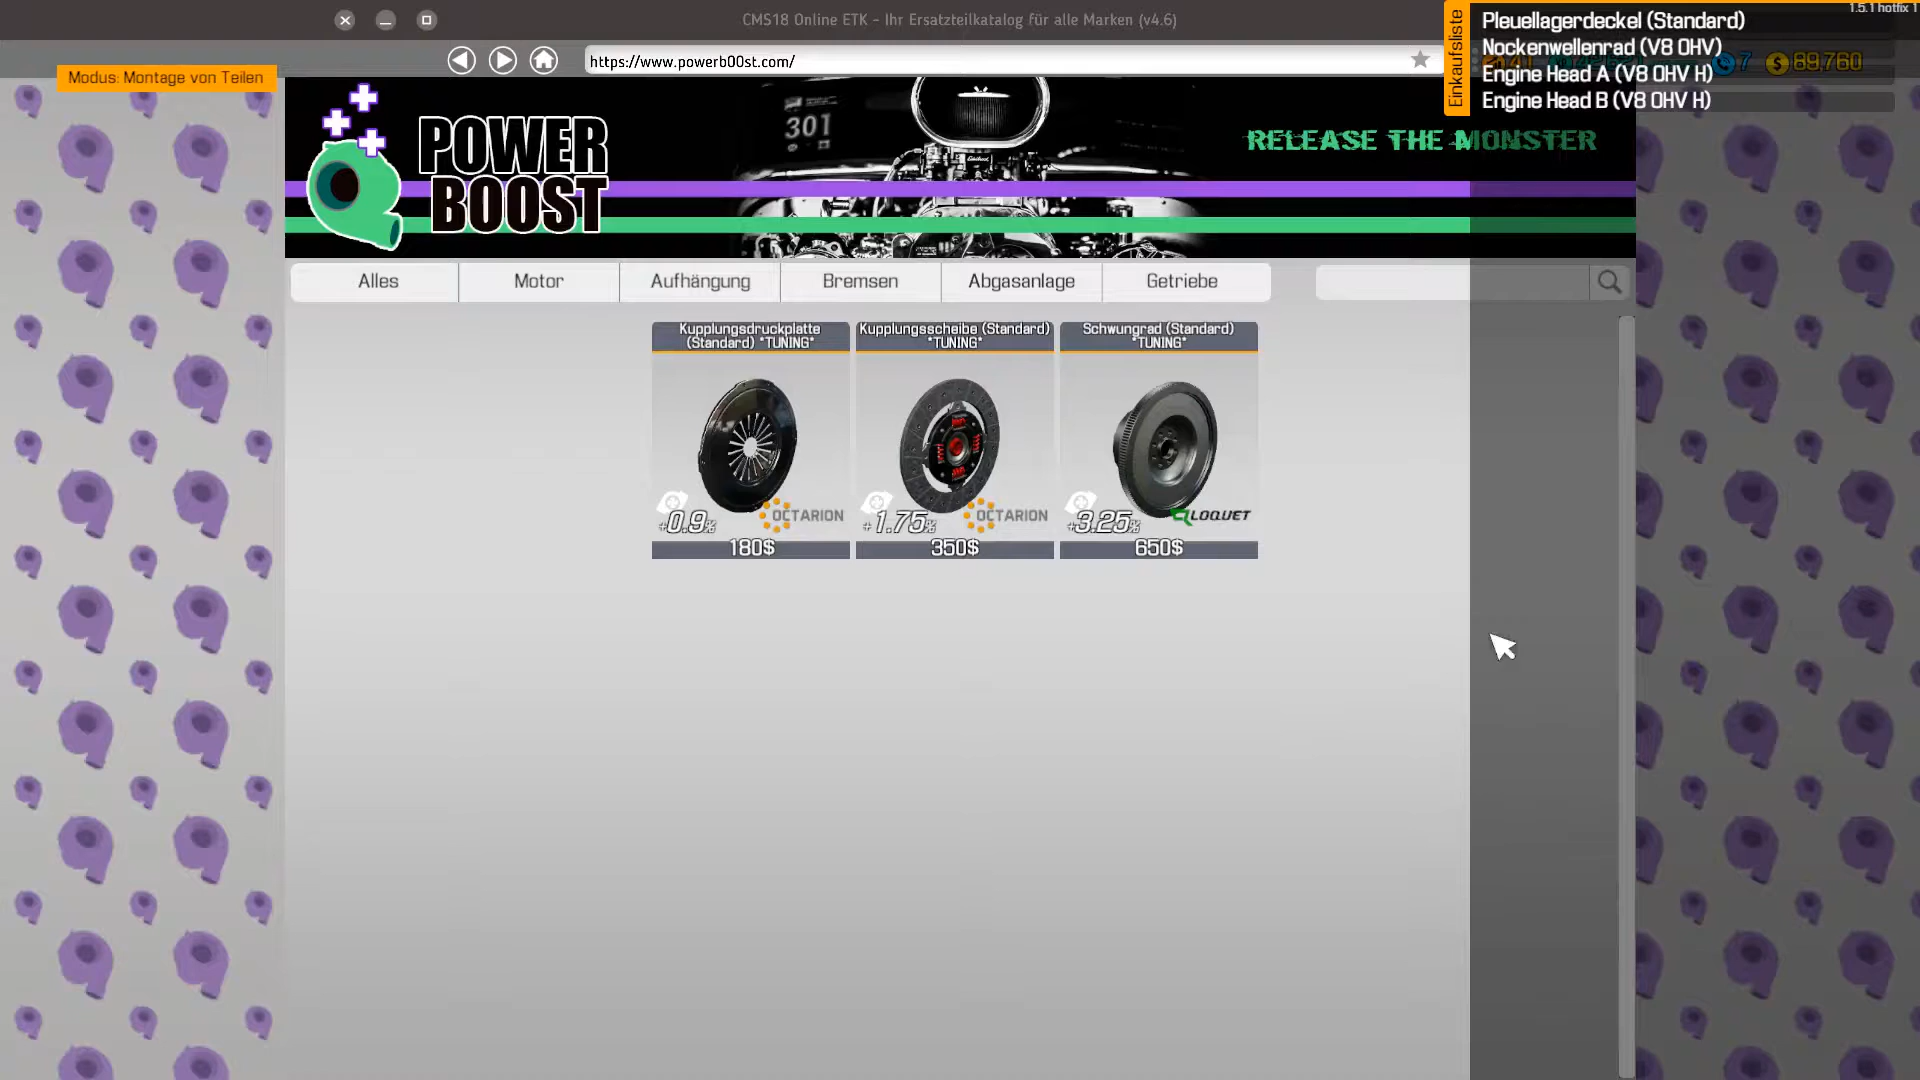 CMS18 Online ETK - Ihr Ersatzteilkatalog für alle Marken (v4.6)
1.5.1 hotfix 1
Einkaufsliste
Pleuellagerdeckel (Standard)
Nockenwellenrad (V8 OHV)
Engine Head A (V8 OHV H)
Engine Head B (V8 OHV H)
7
89,760
https://www.powerb00st.com/
Modus: Montage von Teilen
POWER
BOOST
301
RELEASE THE MONSTER
Alles
Motor
Aufhängung
Bremsen
Abgasanlage
Getriebe
Kupplungsdruckplatte
(Standard) *TUNING*
+0.9%
OCTARION
180$
Kupplungsscheibe (Standard)
*TUNING*
+1.75%
OCTARION
350$
Schwungrad (Standard)
*TUNING*
+3.25%
CLOQUET
650$